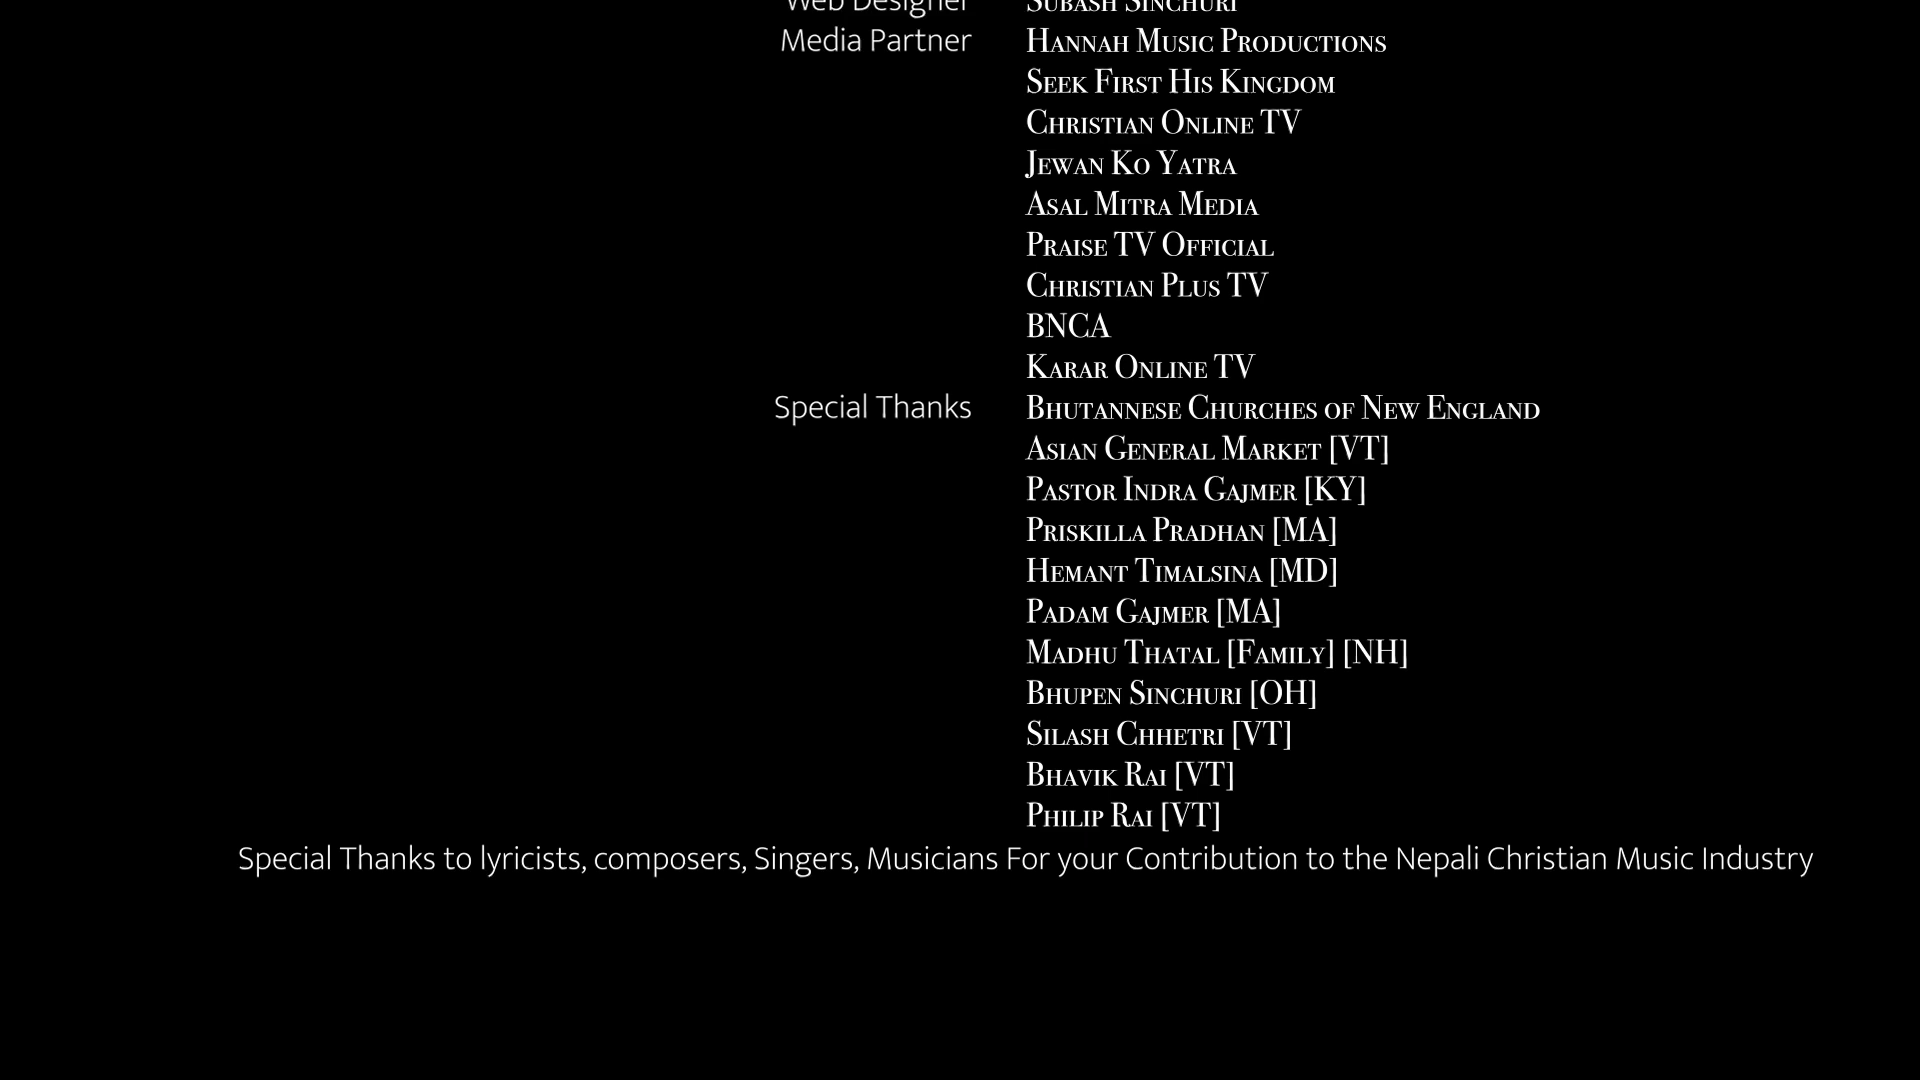 Web Designer Subash Sinchuri
Media Partner Hannah Music Productions
Seek First His Kingdom
Christian Online TV
Jewan Ko Yatra
Asal Mitra Media
Praise TV Official
Christian Plus TV
BNCA
Karar Online TV
Special Thanks Bhutannese Churches of New England
Asian General Market [VT]
Pastor Indra Gajmer [KY]
Priskilla Pradhan [MA]
Hemant Timalsina [MD]
Padam Gajmer [MA]
Madhu Thatal [Family] [NH]
Bhupen Sinchuri [OH]
Silash Chhetri [VT]
Bhavik Rai [VT]
Philip Rai [VT]
Special Thanks to lyricists, composers, Singers, Musicians For your Contribution to the Nepali Christian Music Industry